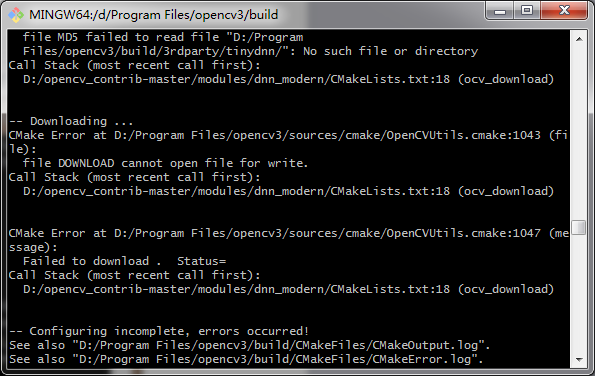 MINGW64:/d/Program Files/opencv3/build
file MD5 failed to read file "D:/Program
Files/opencv3/build/3rdparty/tinydnn/": No such file or directory
Call Stack (most recent call first):
D:/opencv_contrib-master/modules/dnn_modern/CMakeLists.txt:18 (ocv_download)
-- Downloading ...
CMake Error at D:/Program Files/opencv3/sources/cmake/OpenCVUtils.cmake:1043 (fi
le):
file DOWNLOAD cannot open file for write.
Call Stack (most recent call first):
D:/opencv_contrib-master/modules/dnn_modern/CMakeLists.txt:18 (ocv_download)
CMake Error at D:/Program Files/opencv3/sources/cmake/OpenCVUtils.cmake:1047 (me
ssage):
Failed to download .  Status=
Call Stack (most recent call first):
D:/opencv_contrib-master/modules/dnn_modern/CMakeLists.txt:18 (ocv_download)
-- Configuring incomplete, errors occurred!
See also "D:/Program Files/opencv3/build/CMakeFiles/CMakeOutput.log".
See also "D:/Program Files/opencv3/build/CMakeFiles/CMakeError.log".